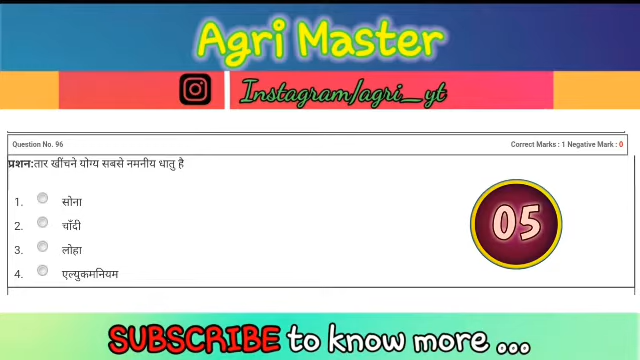 Agri Master
Instagram/agri_yt
Question No. 96 Correct Marks : 1 Negative Mark : 0
प्रशन:तार खींचने योग्य सबसे नमनीय धातु है
1. सोना
2. चाँदी
3. लोहा
4. एल्युकमनियम
05
SUBSCRIBE to know more ...